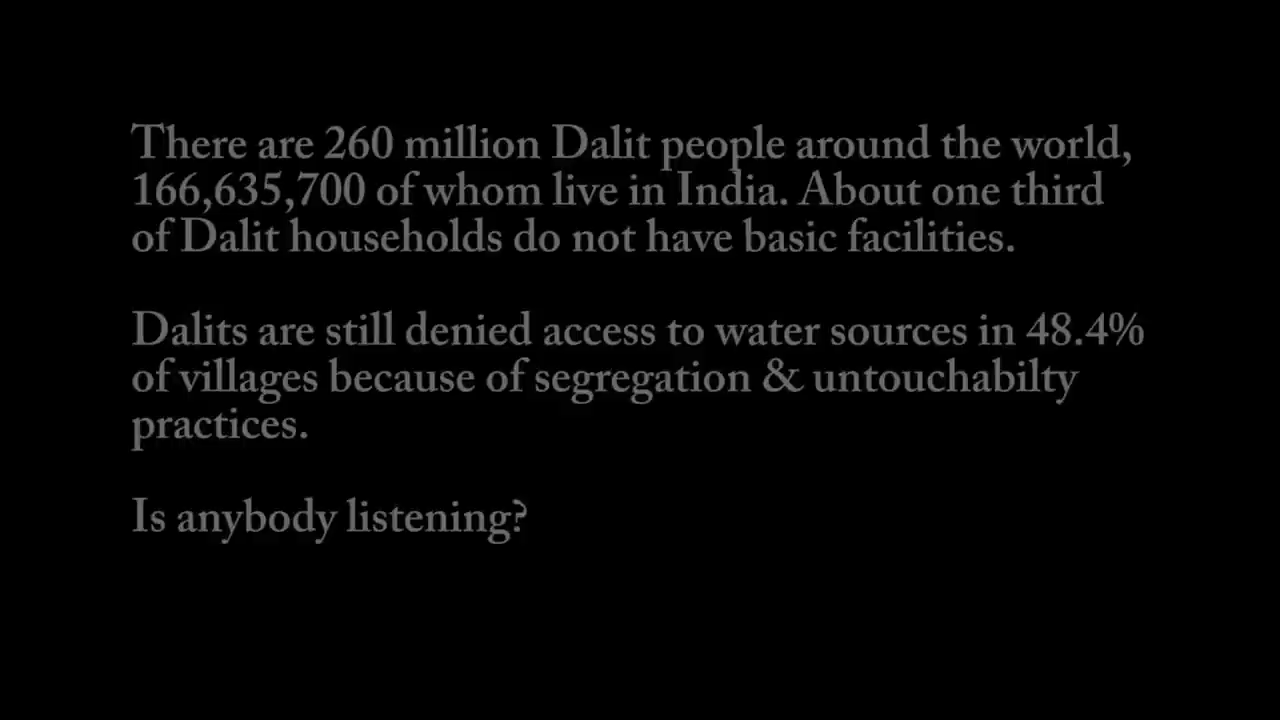 There are 260 million Dalit people around the world,
166,635,700 of whom live in India. About one third
of Dalit households do not have basic facilities.
Dalits are still denied access to water sources in 48.4%
of villages because of segregation & untouchabilty
practices.
Is anybody listening?